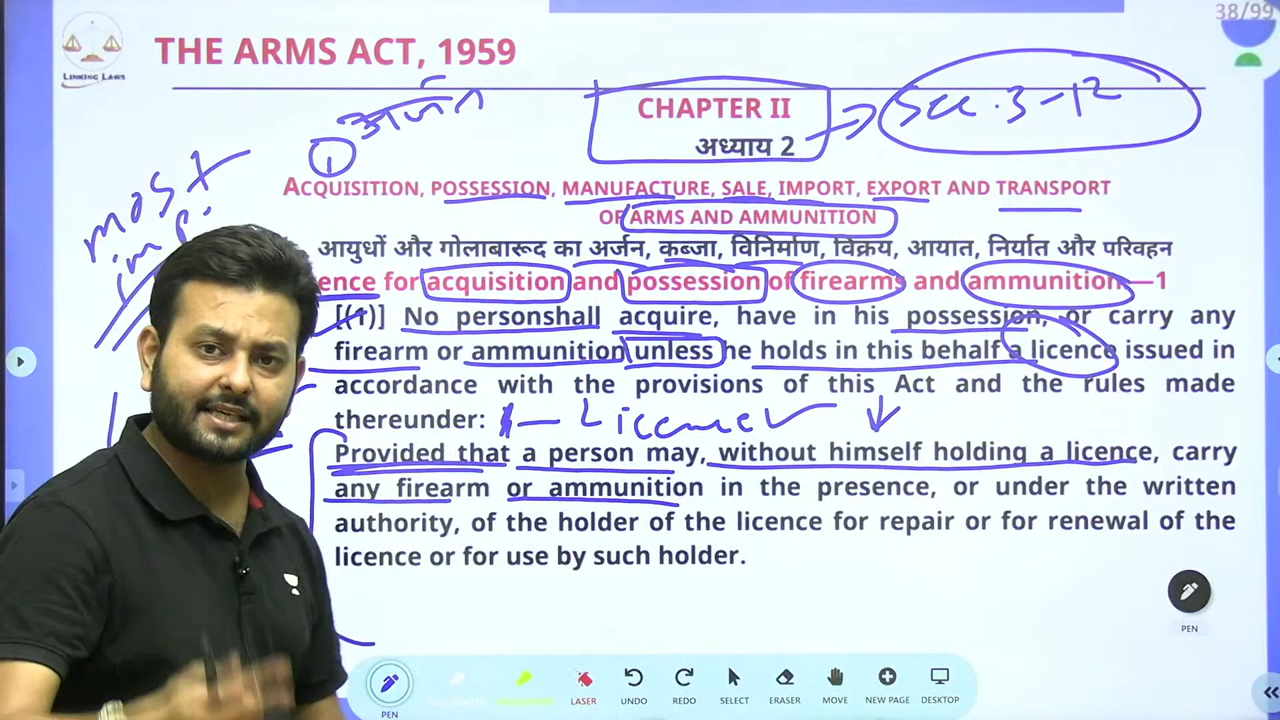 38/99
LINKING LAWS
THE ARMS ACT, 1959
① अर्जन
CHAPTER II
अध्याय 2
Sec. 3-12
most
imp.
ACQUISITION, POSSESSION, MANUFACTURE, SALE, IMPORT, EXPORT AND TRANSPORT
OF ARMS AND AMMUNITION
आयुधों और गोलाबारूद का अर्जन, कब्जा, विनिर्माण, विक्रय, आयात, निर्यात और परिवहन
ence for acquisition and possession of firearms and ammunition—1
[(1)] No personshall acquire, have in his possession, or carry any
firearm or ammunition unless he holds in this behalf a licence issued in
accordance with the provisions of this Act and the rules made
thereunder:
Provided that a person may, without himself holding a licence, carry
any firearm or ammunition in the presence, or under the written
authority, of the holder of the licence for repair or for renewal of the
licence or for use by such holder.
PEN
PEN
LASER
UNDO
REDO
SELECT
ERASER
MOVE
NEW PAGE
DESKTOP